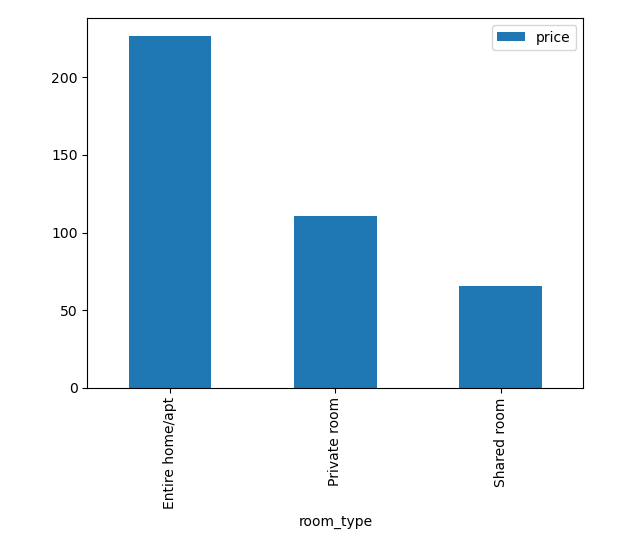 price
200
150
100
50
0
Entire home/apt
Private room
Shared room
room_type